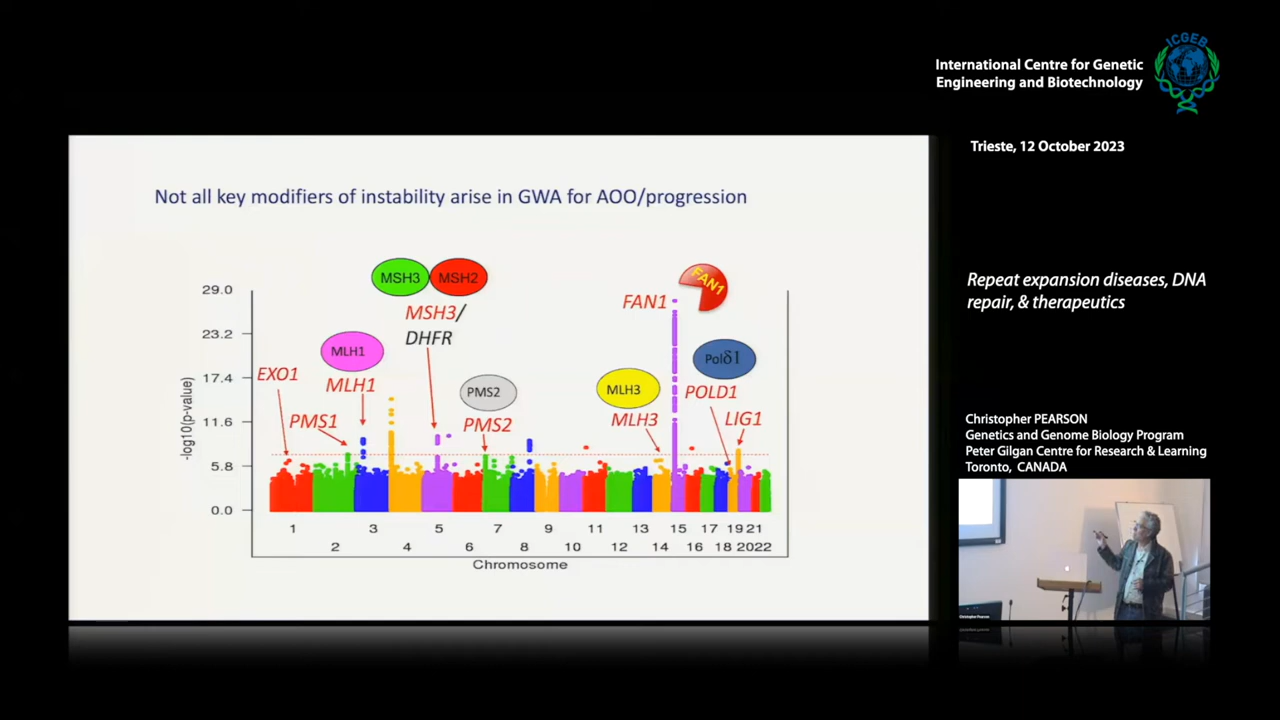 ICGEB
International Centre for Genetic
Engineering and Biotechnology
Trieste, 12 October 2023
Not all key modifiers of instability arise in GWA for AOO/progression
MSH3
MSH2
FAN1
FAN1
MSH3/
DHFR
MLH1
MLH1
EXO1
PMS1
PMS2
PMS2
MLH3
MLH3
Polδ1
POLD1
LIG1
29.0
23.2
17.4
11.6
5.8
0.0
-log10(p-value)
1 3 5 7 9 11 13 15 17 19 21
2 4 6 8 10 12 14 16 18 20 22
Chromosome
Repeat expansion diseases, DNA
repair, & therapeutics
Christopher PEARSON
Genetics and Genome Biology Program
Peter Gilgan Centre for Research & Learning
Toronto, CANADA
Christopher Pearson